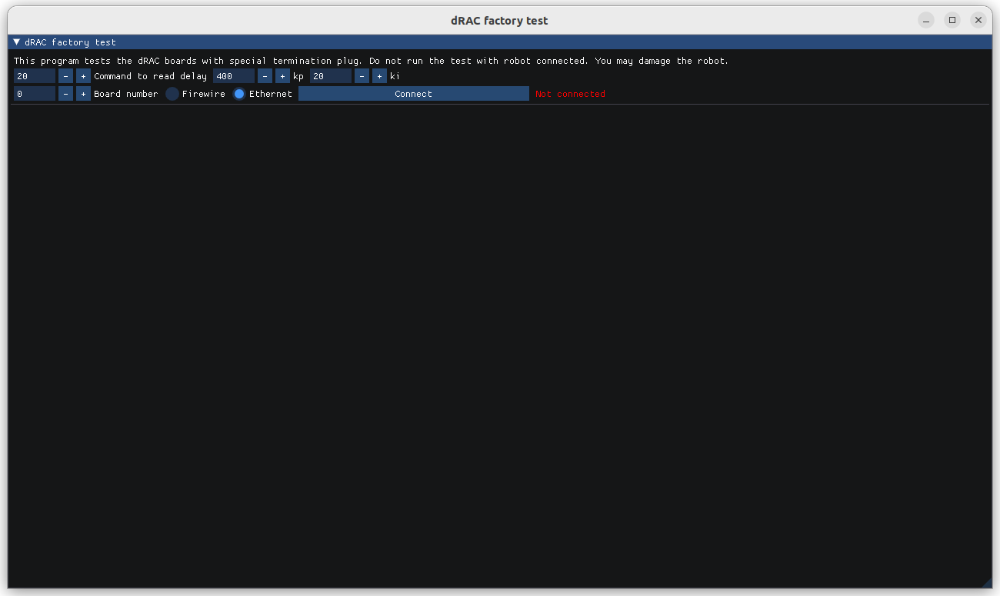 dRAC factory test
dRAC factory test
This program tests the dRAC boards with special termination plug. Do not run the test with robot connected. You may damage the robot.
20 - + Command to read delay 400 - + kp 20 - + ki
0 - + Board number Firewire Ethernet Connect Not connected